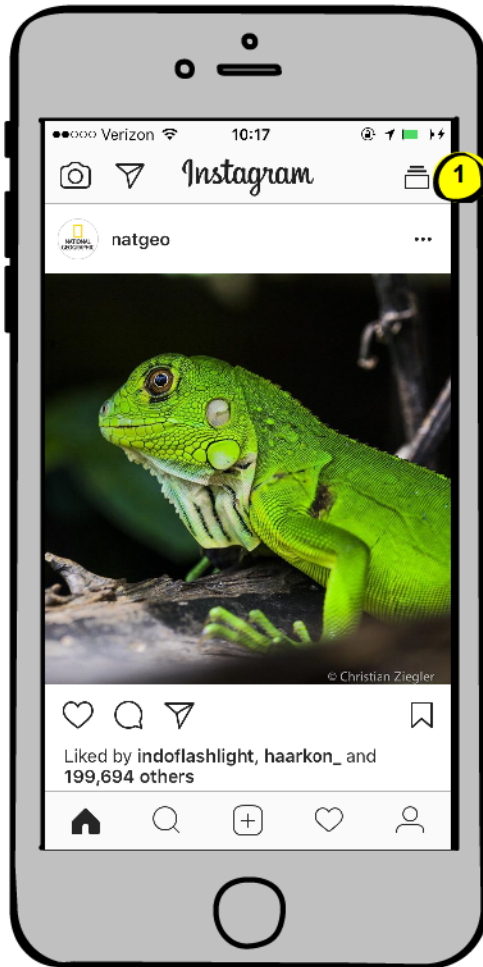 Verizon 10:17
Instagram
1
NATIONAL
GEOGRAPHIC
natgeo
© Christian Ziegler
Liked by indoflashlight, haarkon_ and
199,694 others